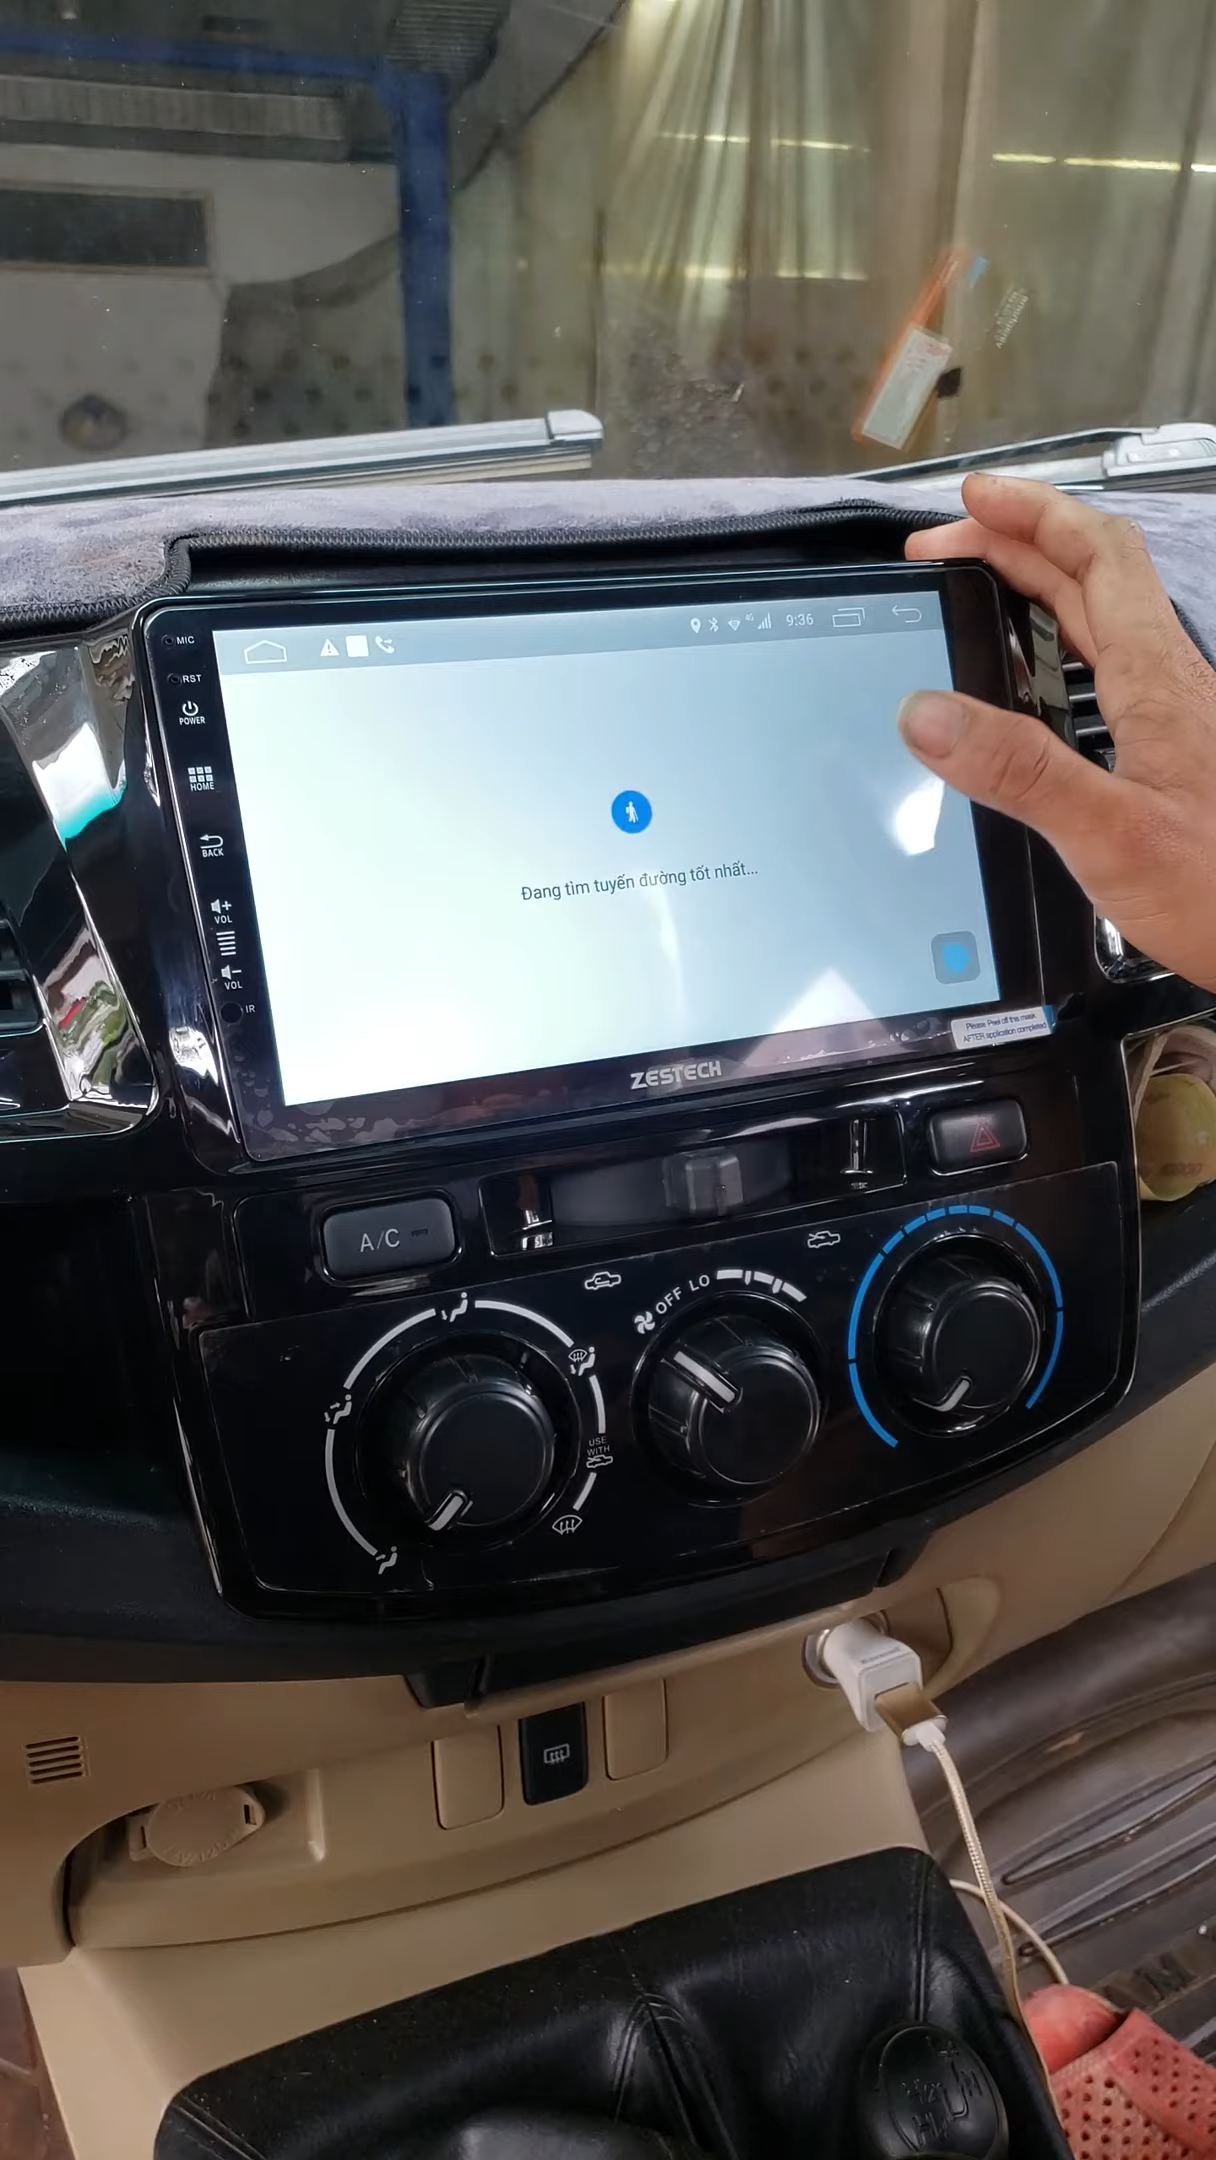 MIC
RST
POWER
HOME
BACK
VOL
VOL
IR
4G
9:36
Đang tìm tuyến đường tốt nhất...
Please Peel off this mask
AFTER application completed
ZESTECH
A/C
OFF LO
USE
WITH